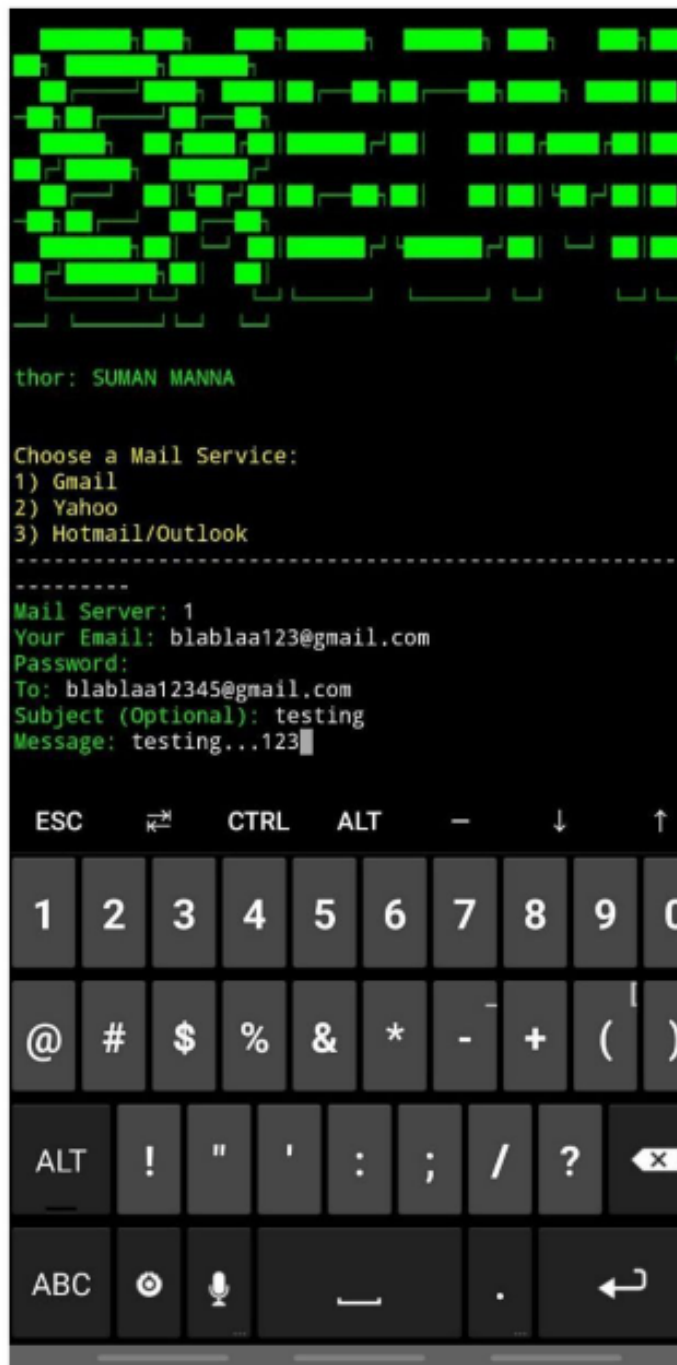 thor: SUMAN MANNA
Choose a Mail Service:
1) Gmail
2) Yahoo
3) Hotmail/Outlook
Mail Server: 1
Your Email: blablaa123@gmail.com
Password:
To: blablaa12345@gmail.com
Subject (Optional): testing
Message: testing...123
ESC CTRL ALT − ↓ ↑
1 2 3 4 5 6 7 8 9
@ # $ % & * - _ + ( [ )
ALT ! " ' : ; / ?
ABC .